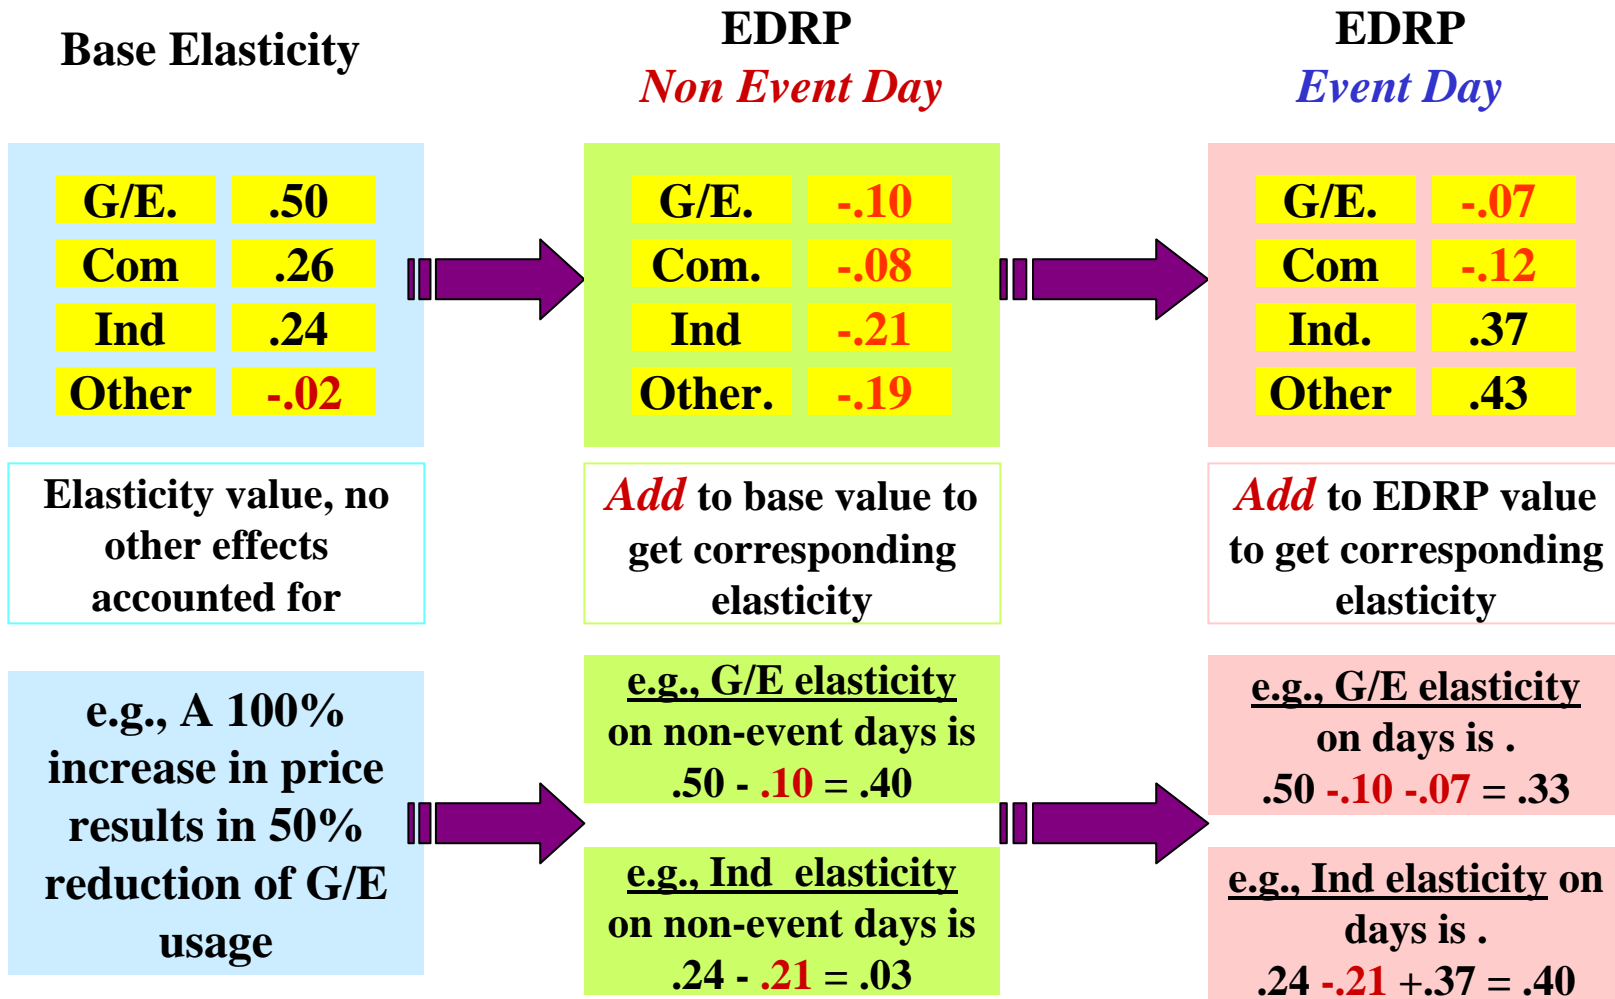 Base Elasticity
G/E. .50
Com .26
Ind .24
Other -.02
Elasticity value, no
other effects
accounted for
e.g., A 100%
increase in price
results in 50%
reduction of G/E
usage
EDRP
Non Event Day
G/E. -.10
Com. -.08
Ind -.21
Other. -.19
Add to base value to
get corresponding
elasticity
e.g., G/E elasticity
on non-event days is
.50 - .10 = .40
e.g., Ind elasticity
on non-event days is
.24 - .21 = .03
EDRP
Event Day
G/E. -.07
Com -.12
Ind. .37
Other .43
Add to EDRP value
to get corresponding
elasticity
e.g., G/E elasticity
on days is .
.50 -.10 -.07 = .33
e.g., Ind elasticity on
days is .
.24 -.21 +.37 = .40